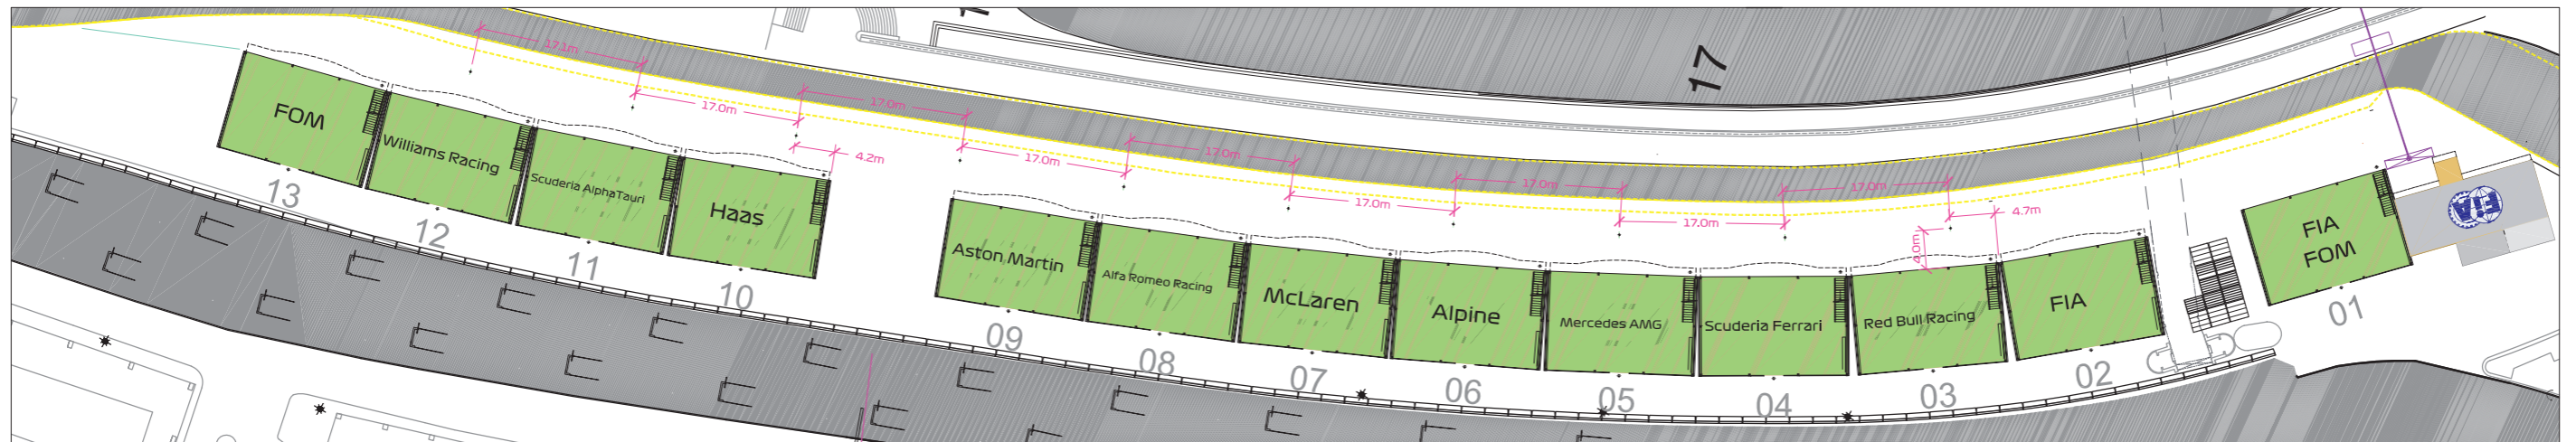 17.1m
17.0m
17.0m
4.2m
17.0m
17.0m
17.0m
17.0m
17.0m
17.0m
4.7m
4.0m
17
FOM
Williams Racing
Scuderia AlphaTauri
Haas
Aston Martin
Alfa Romeo Racing
McLaren
Alpine
Mercedes AMG
Scuderia Ferrari
Red Bull Racing
FIA
FIA
FOM
FIA
13
12
11
10
09
08
07
06
05
04
03
02
01